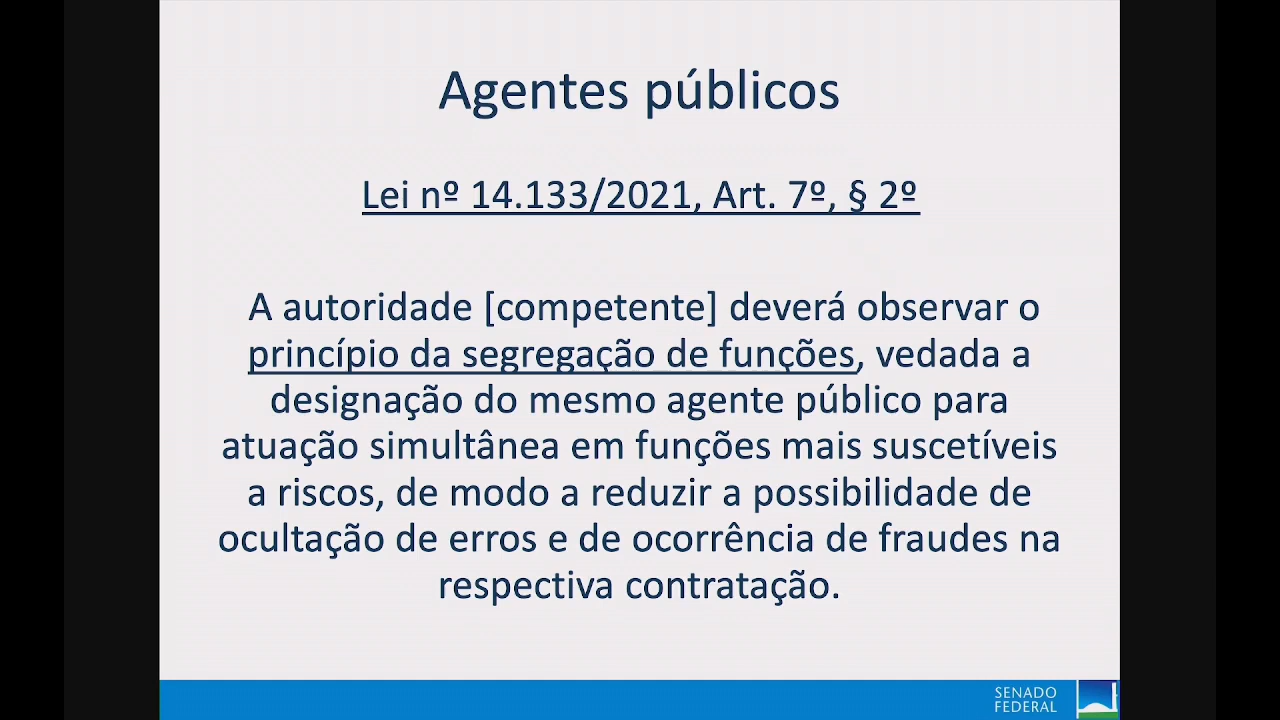 Agentes públicos
Lei nº 14.133/2021, Art. 7º, § 2º
A autoridade [competente] deverá observar o
princípio da segregação de funções, vedada a
designação do mesmo agente público para
atuação simultânea em funções mais suscetíveis
a riscos, de modo a reduzir a possibilidade de
ocultação de erros e de ocorrência de fraudes na
respectiva contratação.
SENADO
FEDERAL